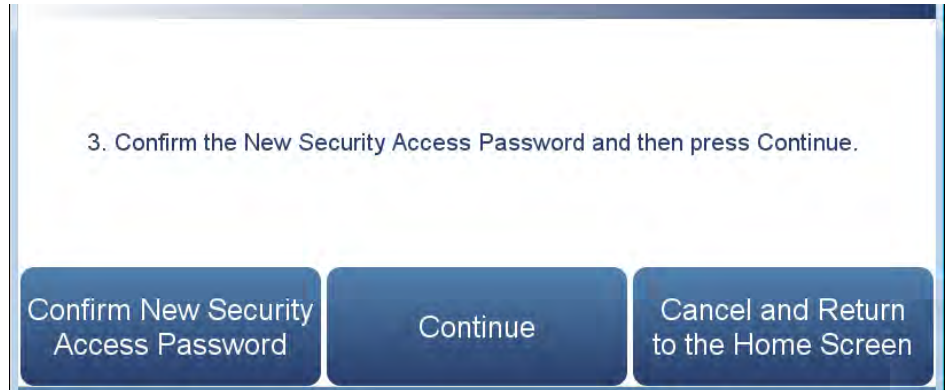 3. Confirm the New Security Access Password and then press Continue.
Confirm New Security
Access Password
Continue
Cancel and Return
to the Home Screen